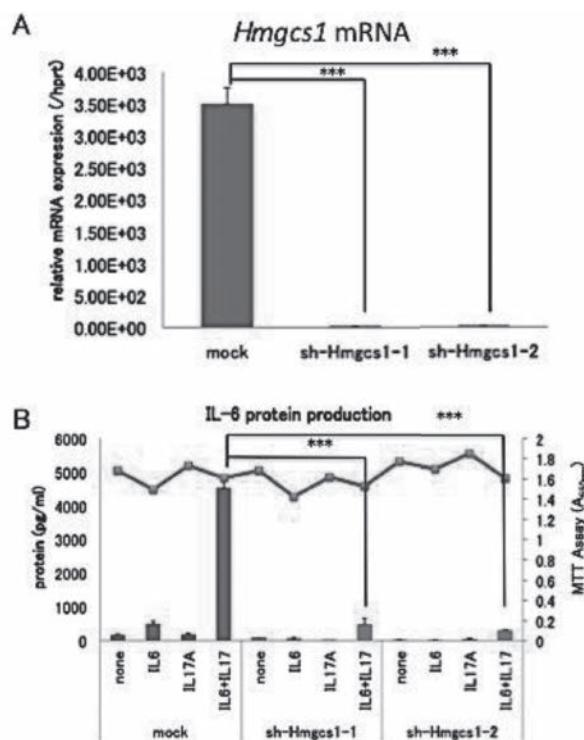 A
Hmgcs1 mRNA
***
***
relative mRNA expression (/hprt)
4.00E+03
3.50E+03
3.00E+03
2.50E+03
2.00E+03
1.50E+03
1.00E+03
5.00E+02
0.00E+00
mock sh-Hmgcs1-1 sh-Hmgcs1-2
B
IL-6 protein production
***
***
protein (pg/ml)
6000
5000
4000
3000
2000
1000
0
2
1.8
1.6
1.4
1.2
1
0.8
0.6
0.4
0.2
0
MTT Assay
none IL6 IL17A IL6+IL17 none IL6 IL17A IL6+IL17 none IL6 IL17A IL6+IL17
mock sh-Hmgcs1-1 sh-Hmgcs1-2